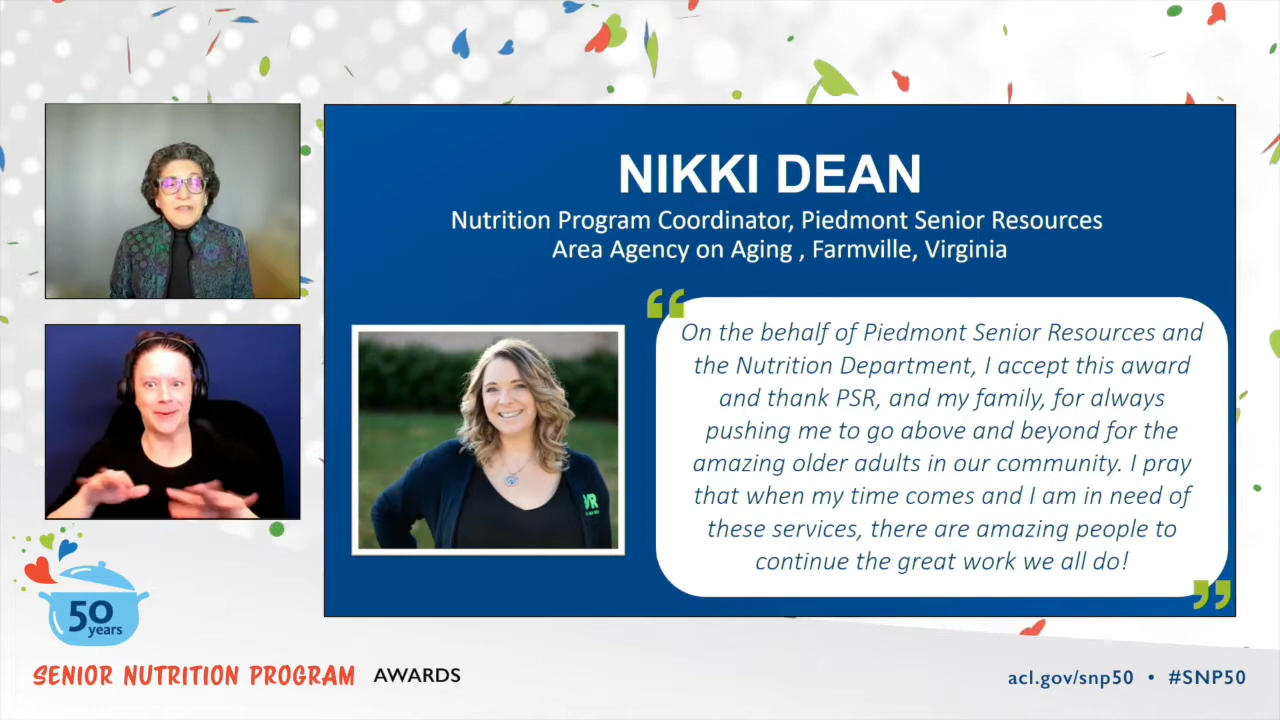 NIKKI DEAN
Nutrition Program Coordinator, Piedmont Senior Resources
Area Agency on Aging , Farmville, Virginia
“
On the behalf of Piedmont Senior Resources and
the Nutrition Department, I accept this award
and thank PSR, and my family, for always
pushing me to go above and beyond for the
amazing older adults in our community. I pray
that when my time comes and I am in need of
these services, there are amazing people to
continue the great work we all do!
”
50
years
SENIOR NUTRITION PROGRAM AWARDS
acl.gov/snp50 • #SNP50